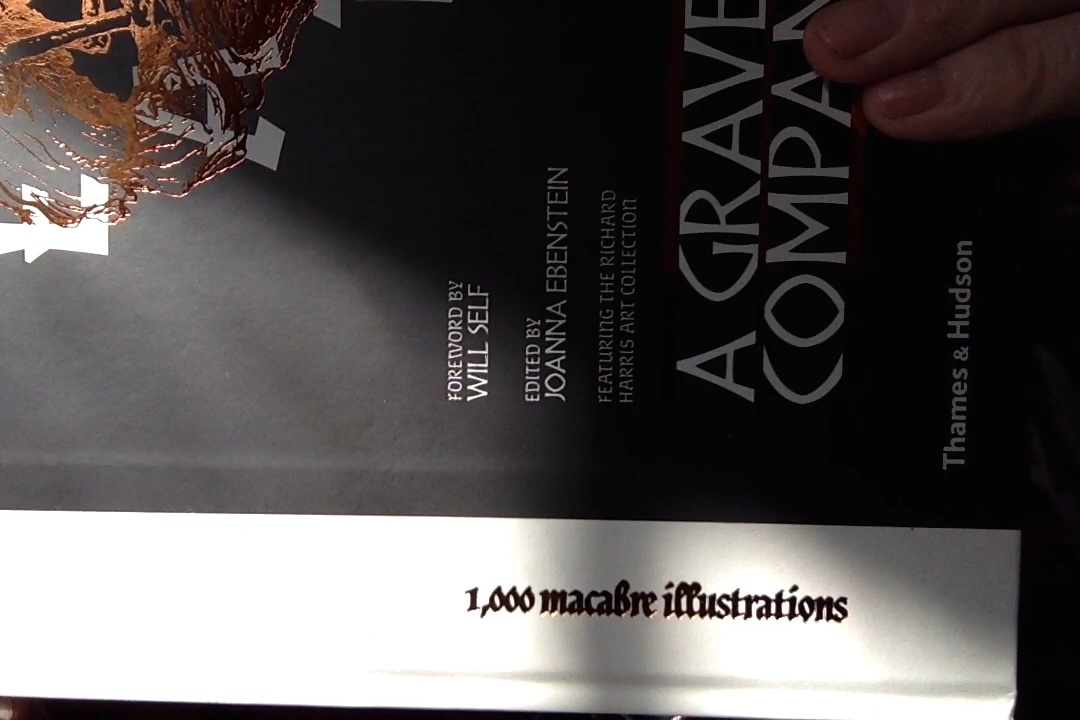 FOREWORD BY
WILL SELF
EDITED BY
JOANNA EBENSTEIN
FEATURING THE RICHARD
HARRIS ART COLLECTION
A GRAVE
COMPAN
Thames & Hudson
1,000 macabre illustrations